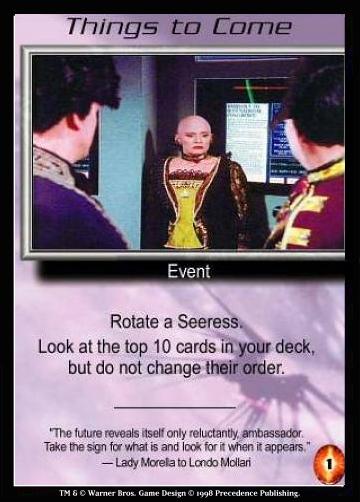 Things to Come
Event
Rotate a Seeress.
Look at the top 10 cards in your deck,
but do not change their order.
"The future reveals itself only reluctantly, ambassador.
Take the sign for what is and look for it when it appears."
— Lady Morella to Londo Mollari
1
TM & © Warner Bros. Game Design © 1998 Precedence Publishing.